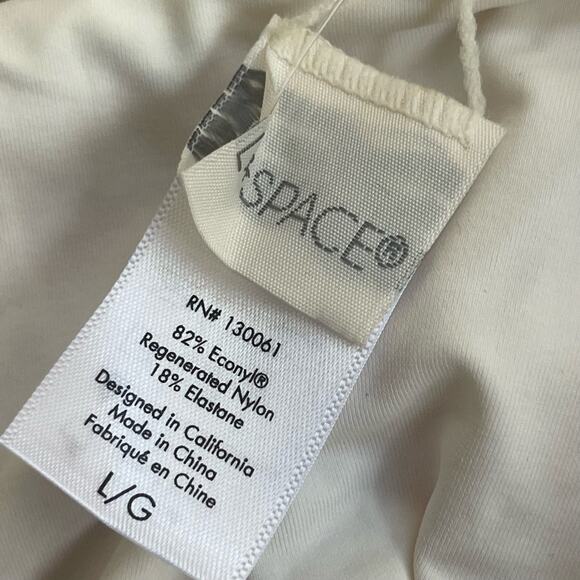 SPACE®
RN# 130061
82% Econyl®
Regenerated Nylon
18% Elastane
Designed in California
Made in China
Fabriqué en Chine
L/G